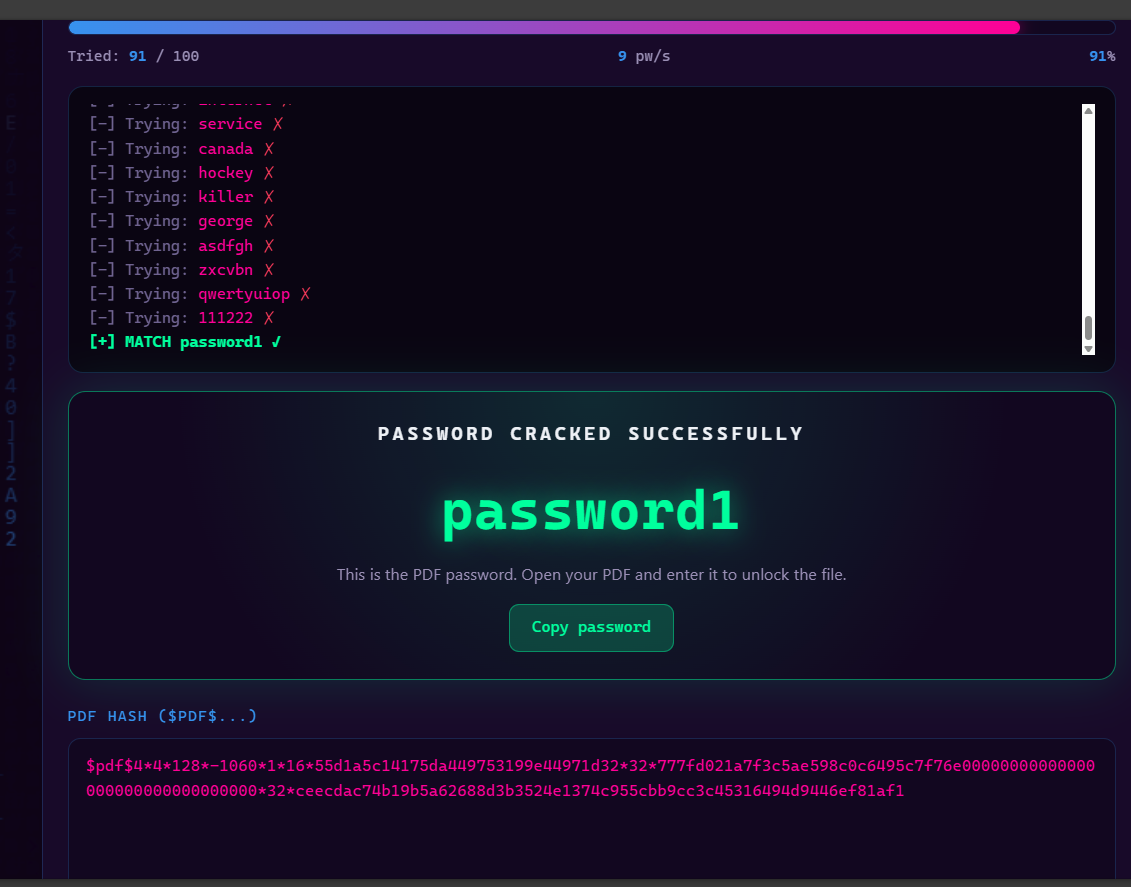 Tried: 91 / 100
9 pw/s
91%
[-] Trying: service ✗
[-] Trying: canada ✗
[-] Trying: hockey ✗
[-] Trying: killer ✗
[-] Trying: george ✗
[-] Trying: asdfgh ✗
[-] Trying: zxcvbn ✗
[-] Trying: qwertyuiop ✗
[-] Trying: 111222 ✗
[+] MATCH password1 ✓
PASSWORD CRACKED SUCCESSFULLY
password1
This is the PDF password. Open your PDF and enter it to unlock the file.
Copy password
PDF HASH ($PDF$...)
$pdf$4*4*128*-1060*1*16*55d1a5c14175da449753199e44971d32*32*777fd021a7f3c5ae598c0c6495c7f76e00000000000000
000000000000000000*32*ceecdac74b19b5a62688d3b3524e1374c955cbb9cc3c45316494d9446ef81af1